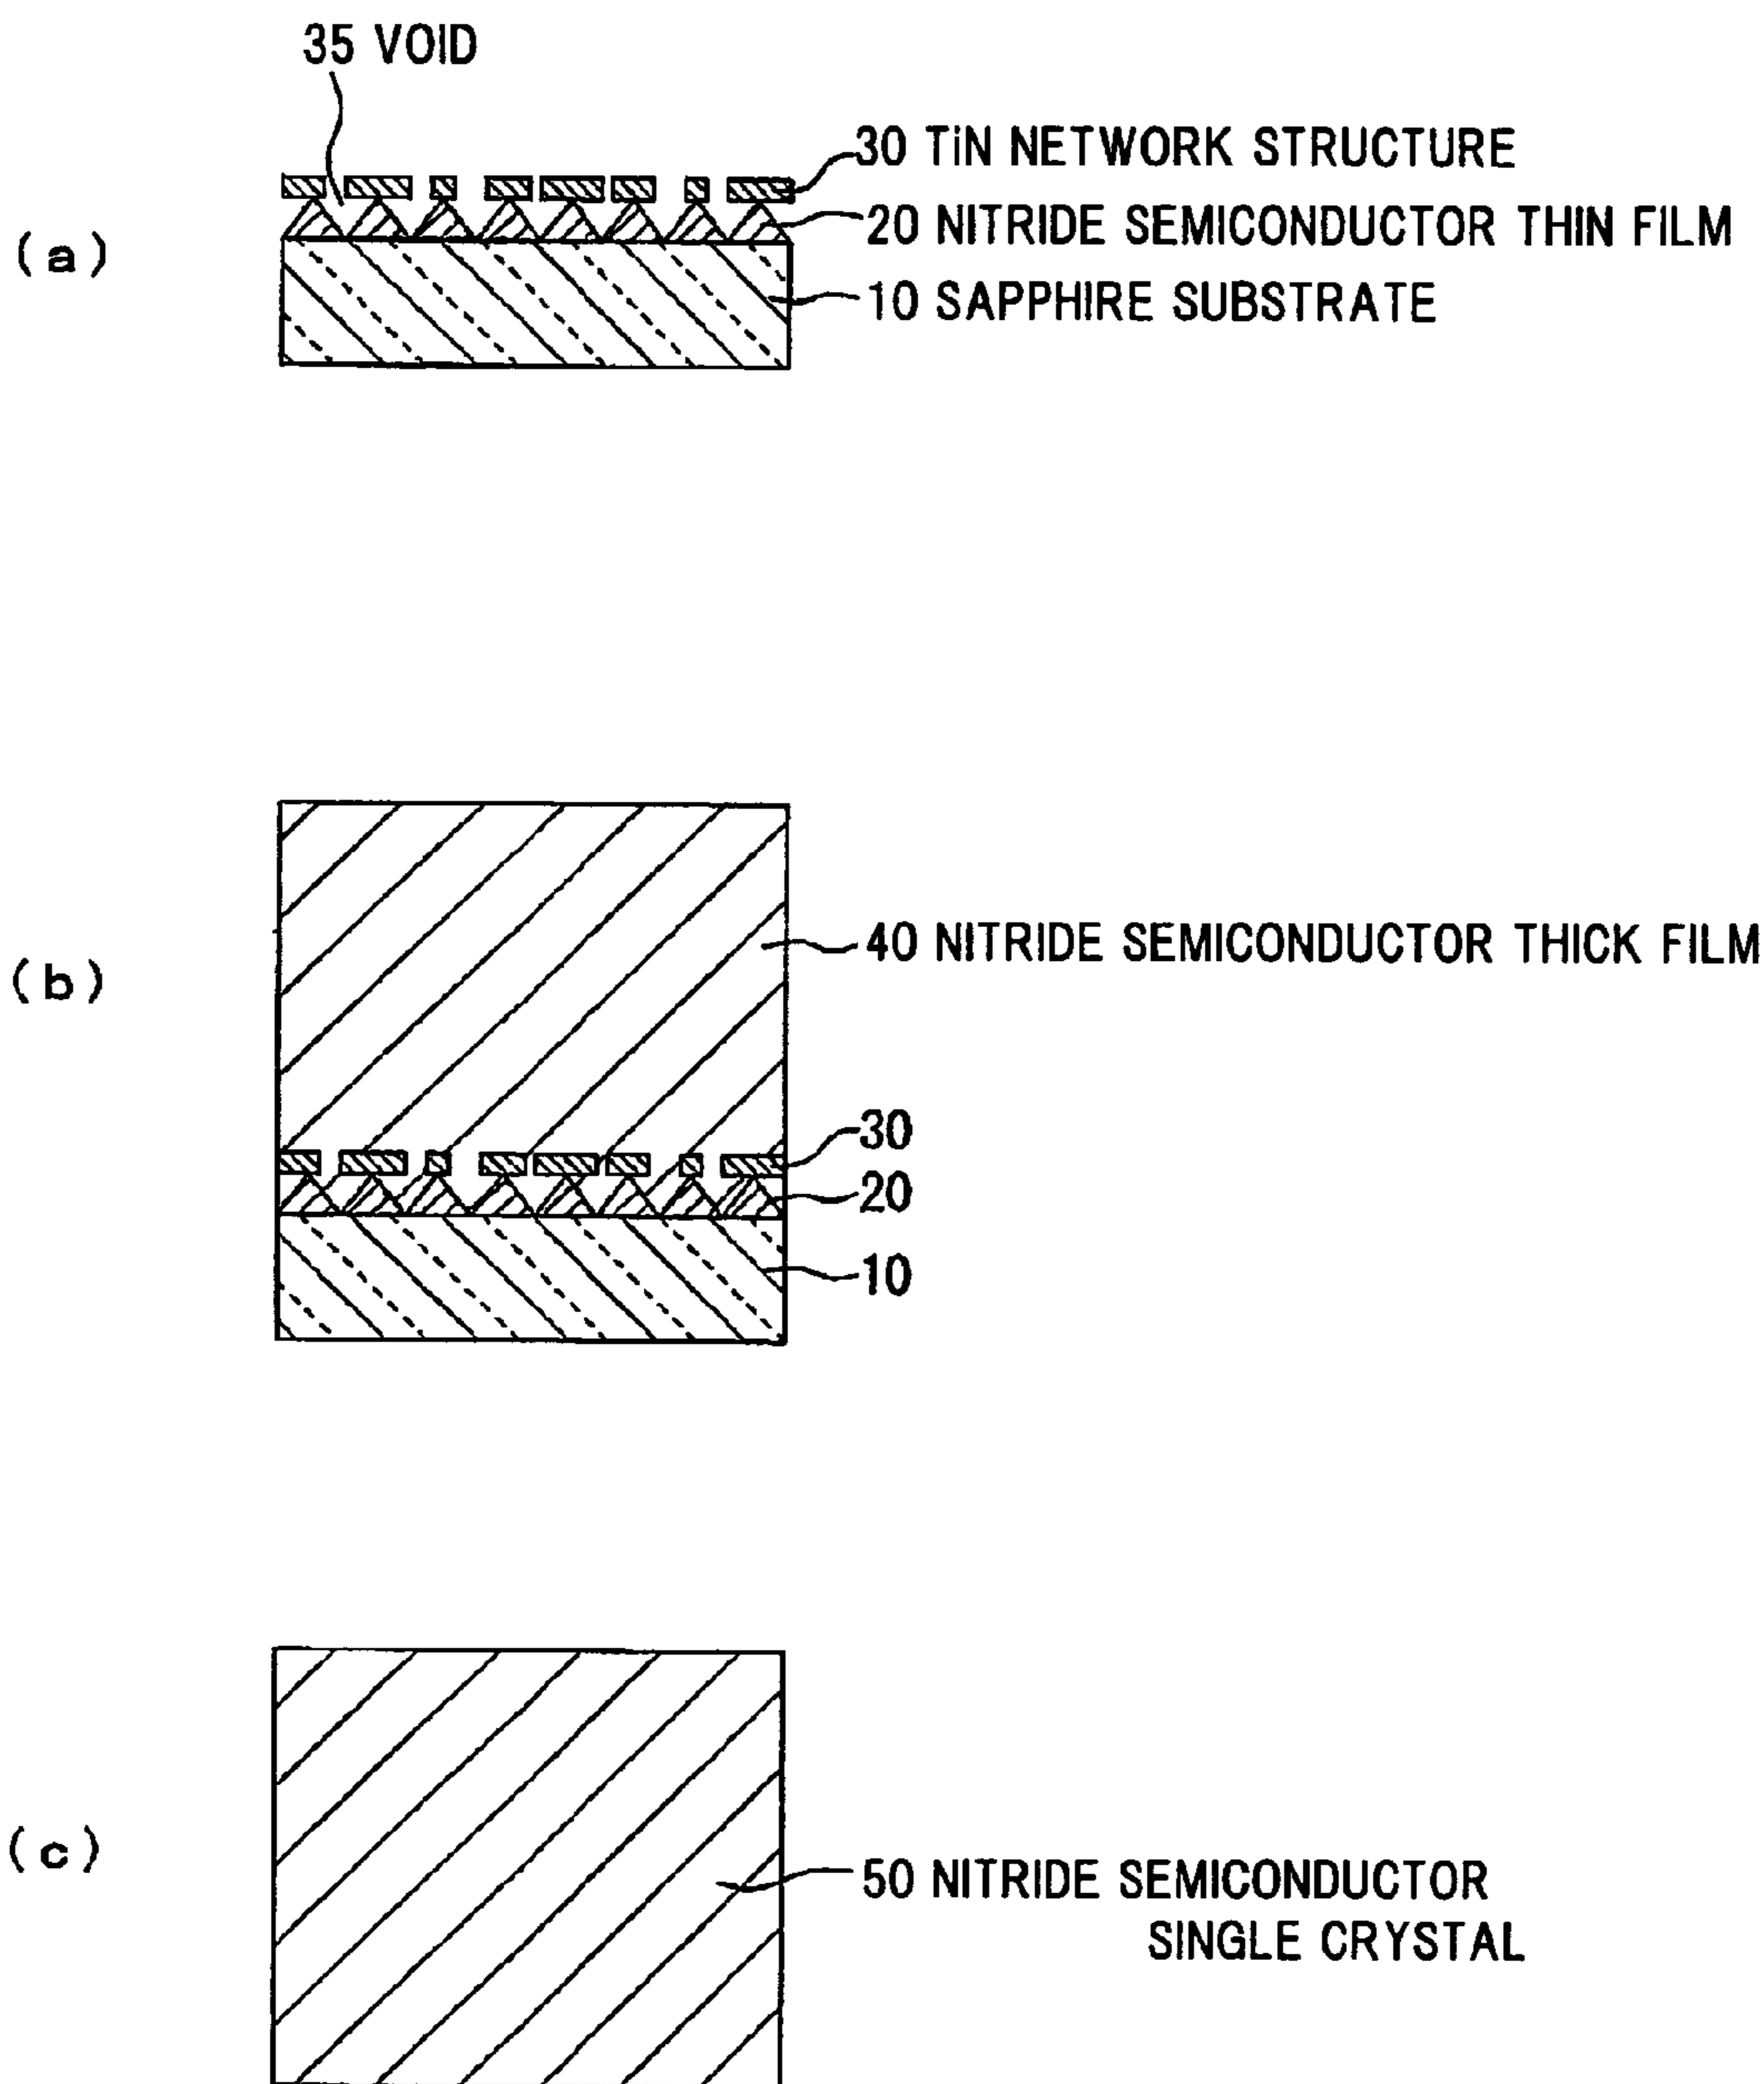 35 VOID
30 TiN NETWORK STRUCTURE
20 NITRIDE SEMICONDUCTOR THIN FILM
(a)
10 SAPPHIRE SUBSTRATE
40 NITRIDE SEMICONDUCTOR THICK FILM
(b)
30
20
10
(c)
50 NITRIDE SEMICONDUCTOR
SINGLE CRYSTAL